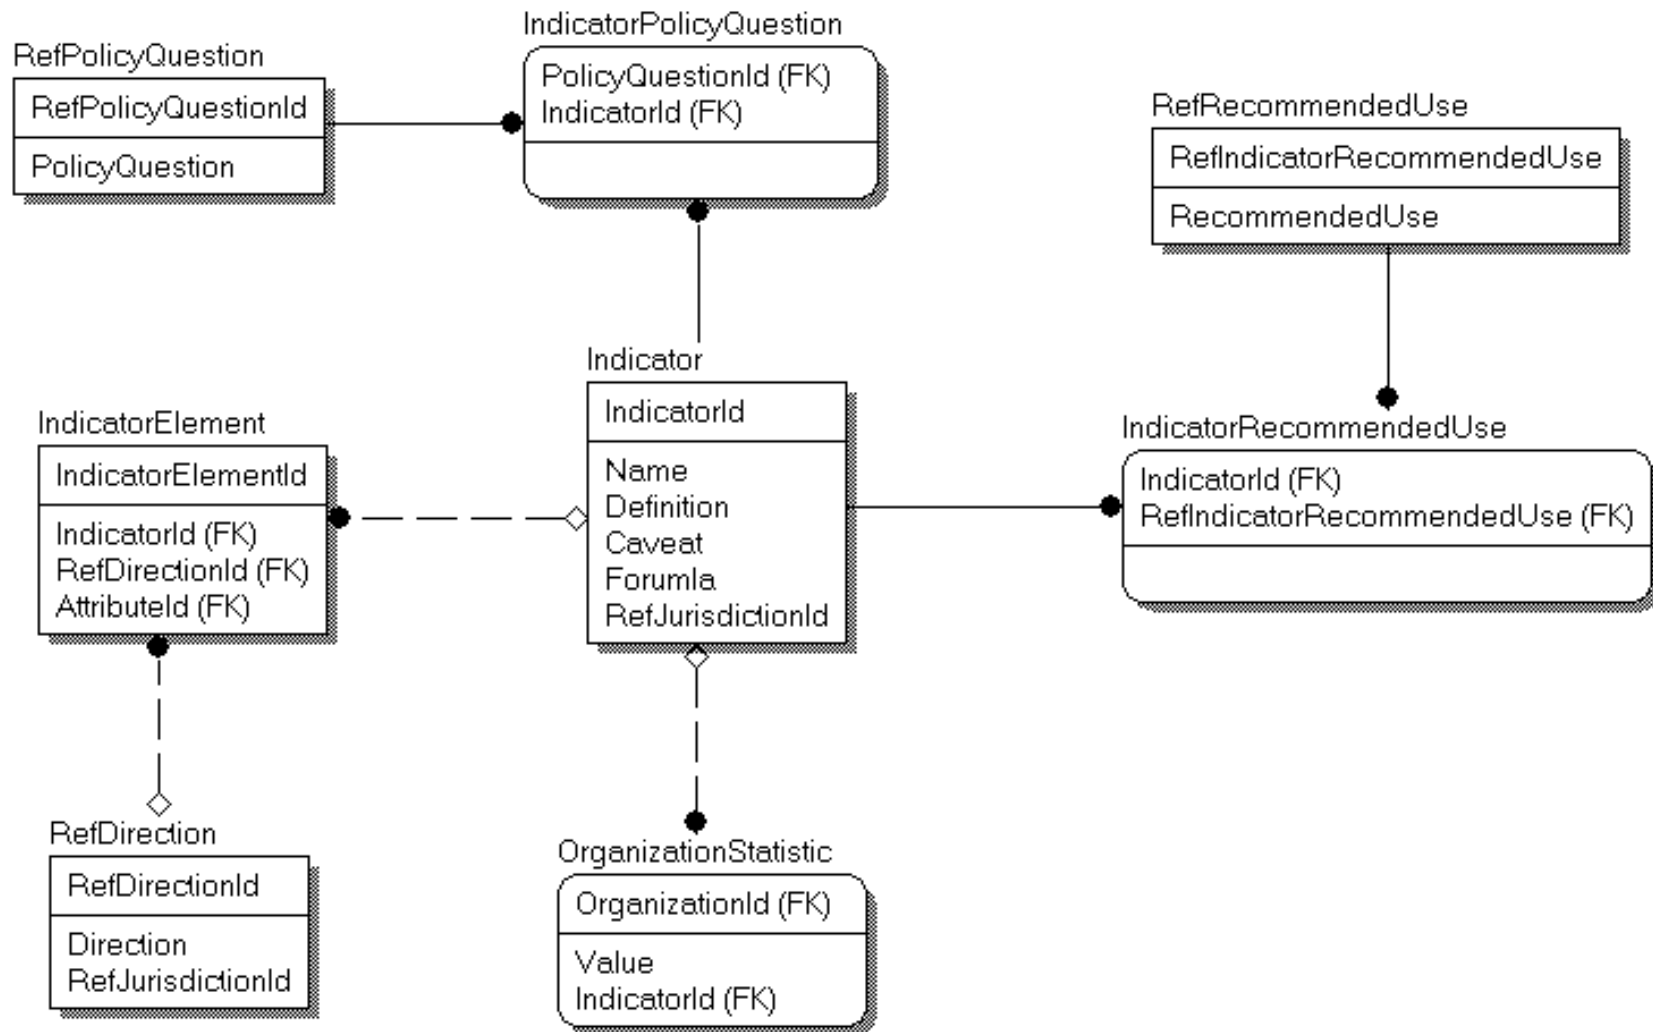 IndicatorPolicyQuestion
PolicyQuestionId (FK)
IndicatorId (FK)
RefPolicyQuestion
RefPolicyQuestionId
PolicyQuestion
RefRecommendedUse
RefIndicatorRecommendedUse
RecommendedUse
Indicator
IndicatorId
Name
Definition
Caveat
Forumla
RefJurisdictionId
IndicatorElement
IndicatorElementId
IndicatorId (FK)
RefDirectionId (FK)
AttributeId (FK)
IndicatorRecommendedUse
IndicatorId (FK)
RefIndicatorRecommendedUse (FK)
RefDirection
RefDirectionId
Direction
RefJurisdictionId
OrganizationStatistic
OrganizationId (FK)
Value
IndicatorId (FK)